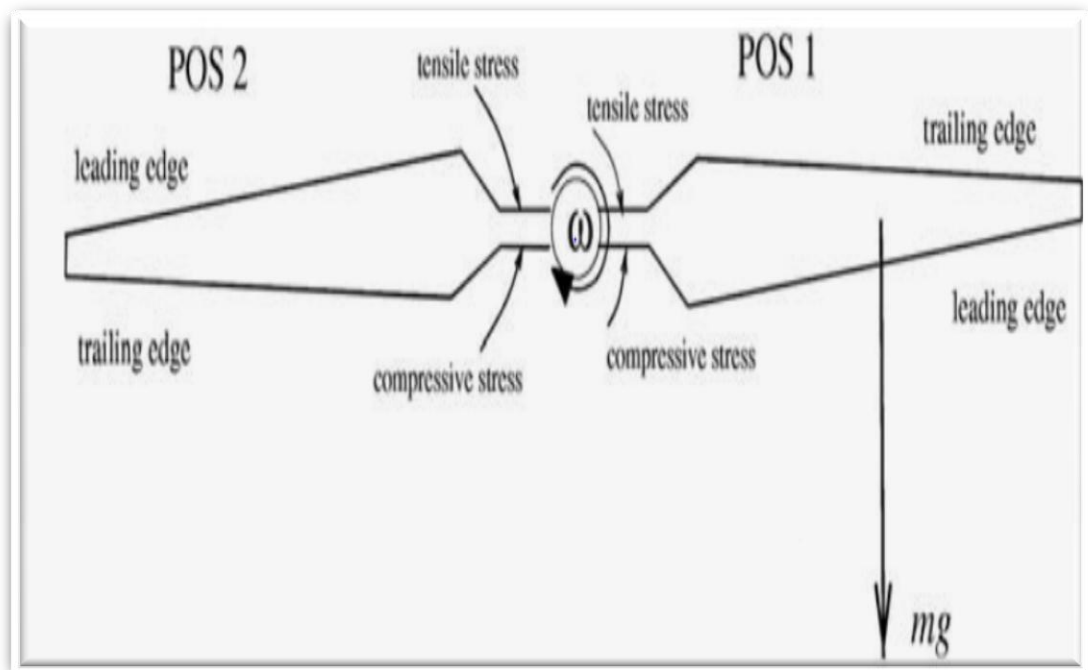 POS 2
POS 1
tensile stress
tensile stress
trailing edge
leading edge
ω
leading edge
trailing edge
compressive stress
compressive stress
mg